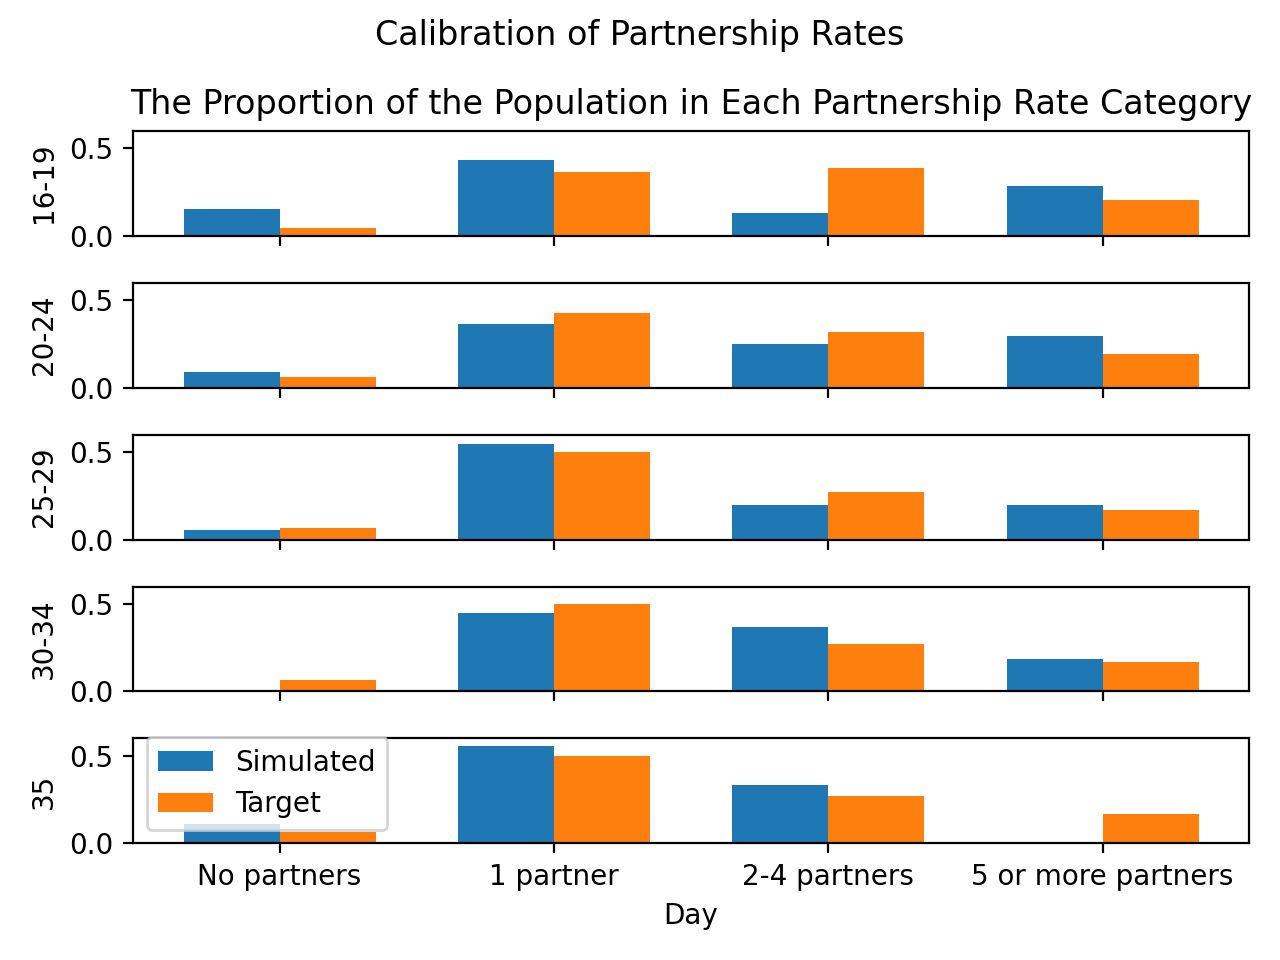 Calibration of Partnership Rates
The Proportion of the Population in Each Partnership Rate Category
16-19
0.5
0.0
20-24
0.5
0.0
25-29
0.5
0.0
30-34
0.5
0.0
35
0.5
0.0
Simulated
Target
No partners 1 partner 2-4 partners 5 or more partners
Day